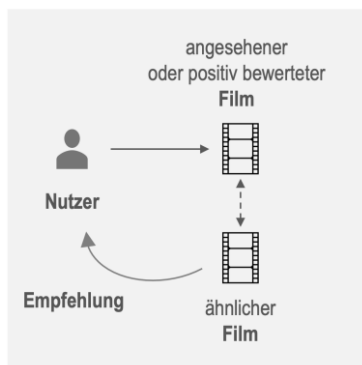 angesehener
oder positiv bewerteter
Film
Nutzer
Empfehlung
ähnlicher
Film